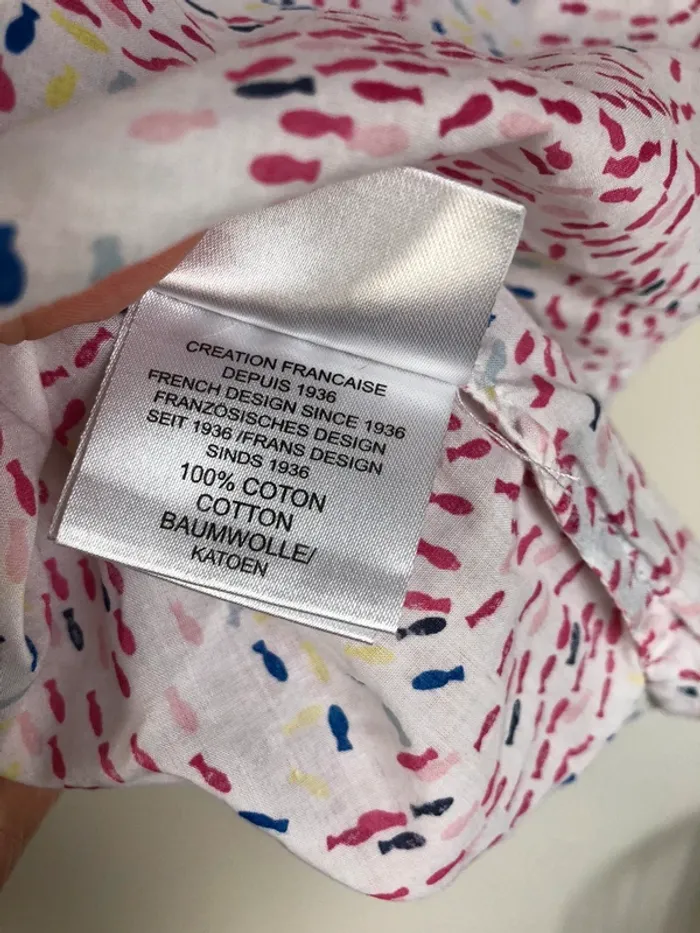 CREATION FRANCAISE
DEPUIS 1936
FRENCH DESIGN SINCE 1936
FRANZÖSISCHES DESIGN
SEIT 1936 /FRANS DESIGN
SINDS 1936
100% COTON
COTTON
BAUMWOLLE/
KATOEN